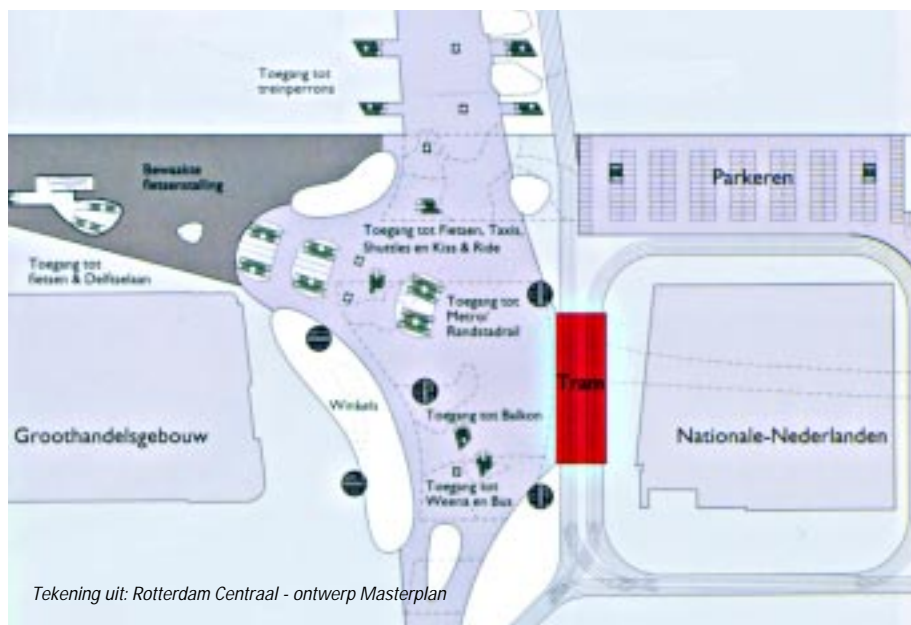 Toegang tot
treinperrons
Bewaakte
fietsenstalling
Parkeren
Toegang tot Fietsen, Taxis,
Shuttles en Kiss & Ride
Toegang tot
fietsen & Delftselaan
Toegang tot
Metro/
Randstadrail
Tram
Winkels
Toegang tot Balkon
Groothandelsgebouw
Nationale-Nederlanden
Toegang tot
Weena en Bus
Tekening uit: Rotterdam Centraal - ontwerp Masterplan